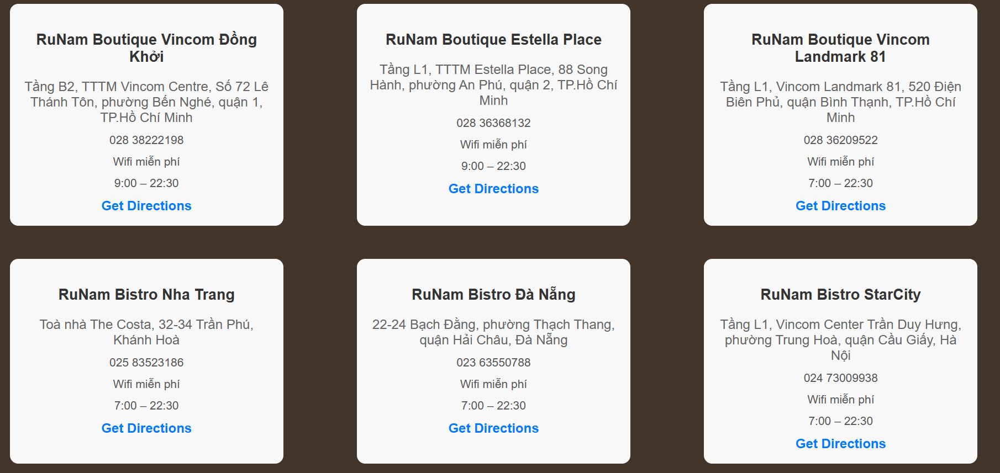 RuNam Boutique Vincom Đồng
Khởi
Tầng B2, TTTM Vincom Centre, Số 72 Lê
Thánh Tôn, phường Bến Nghé, quận 1,
TP.Hồ Chí Minh
028 38222198
Wifi miễn phí
9:00 – 22:30
Get Directions
RuNam Boutique Estella Place
Tầng L1, TTTM Estella Place, 88 Song
Hành, phường An Phú, quận 2, TP.Hồ Chí
Minh
028 36368132
Wifi miễn phí
9:00 – 22:30
Get Directions
RuNam Boutique Vincom
Landmark 81
Tầng L1, Vincom Landmark 81, 520 Điện
Biên Phủ, quận Bình Thạnh, TP.Hồ Chí
Minh
028 36209522
Wifi miễn phí
7:00 – 22:30
Get Directions
RuNam Bistro Nha Trang
Toà nhà The Costa, 32-34 Trần Phú,
Khánh Hoà
025 83523186
Wifi miễn phí
7:00 – 22:30
Get Directions
RuNam Bistro Đà Nẵng
22-24 Bạch Đằng, phường Thạch Thang,
quận Hải Châu, Đà Nẵng
023 63550788
Wifi miễn phí
7:00 – 22:30
Get Directions
RuNam Bistro StarCity
Tầng L1, Vincom Center Trần Duy Hưng,
phường Trung Hoà, quận Cầu Giấy, Hà
Nội
024 73009938
Wifi miễn phí
7:00 – 22:30
Get Directions